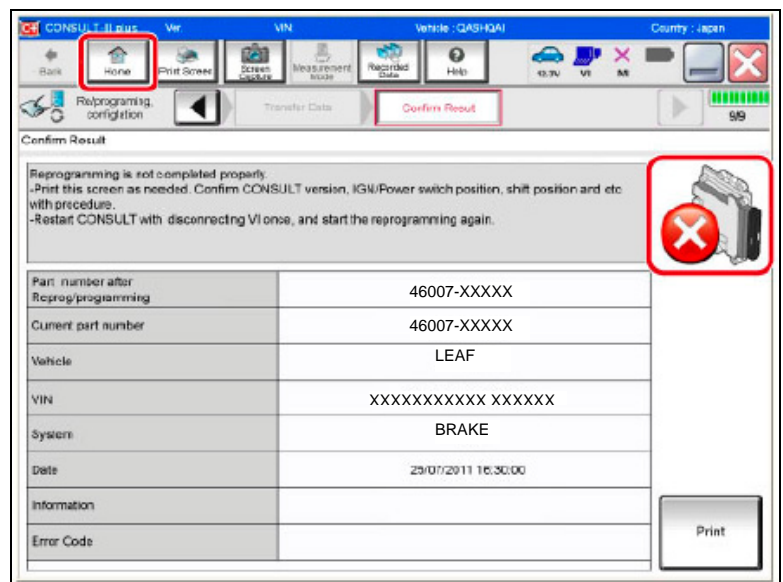 CONSULT-III plus Ver. VIN: Vehicle : QASHQAI Country : Japan
Back
Home
Print Screen
Screen Capture
Measurement Mode
Recorded Data
Help
12.3V
VI
MI
Re/programing, configlation
Transfer Data
Confirm Result
9/9
Confirm Result
Reprogramming is not completed properly.
-Print this screen as needed. Confirm CONSULT version, IGN/Power switch position, shift position and etc
with precedure.
-Restart CONSULT with disconnecting VI once, and start the reprogramming again.
Part number after
Reprog/programming
46007-XXXXX
Current part number
46007-XXXXX
Vehicle
LEAF
VIN
XXXXXXXXXXX XXXXXX
System
BRAKE
Date
25/07/2011 16:30:00
Information
Error Code
Print